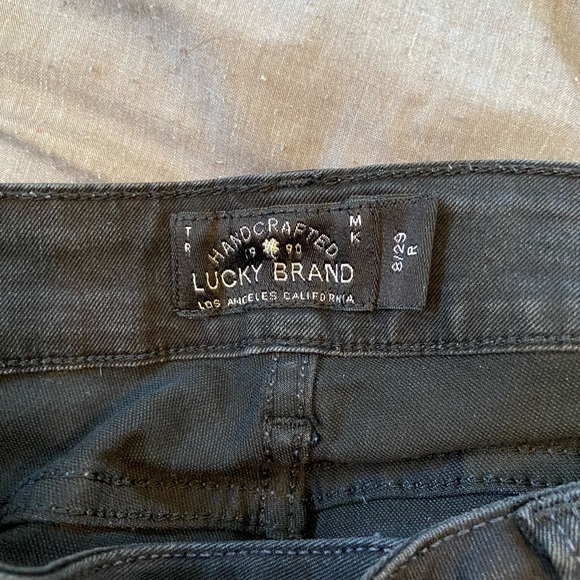 TR
HANDCRAFTED
MK
19 90
LUCKY BRAND
LOS ANGELES CALIFORNIA
8/29
R